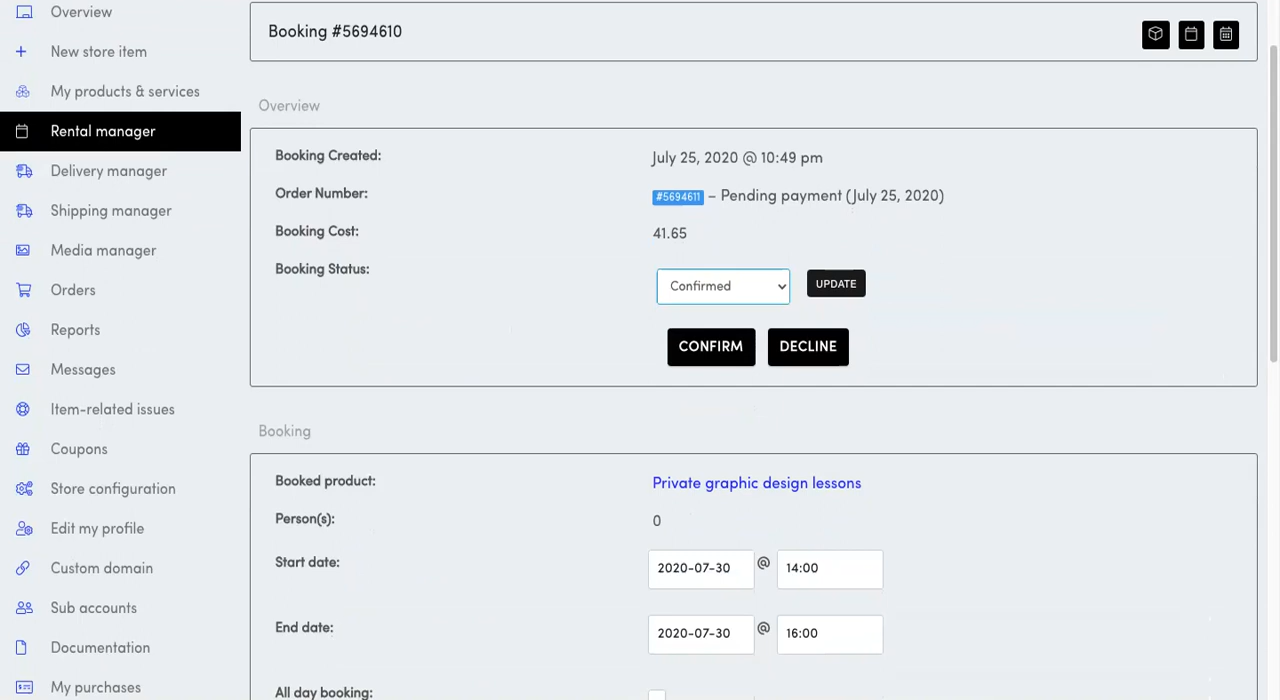 Overview
New store item
My products & services
Rental manager
Delivery manager
Shipping manager
Media manager
Orders
Reports
Messages
Item-related issues
Coupons
Store configuration
Edit my profile
Custom domain
Sub accounts
Documentation
My purchases
Booking #5694610
Overview
Booking Created: July 25, 2020 @ 10:49 pm
Order Number: #5694611 – Pending payment (July 25, 2020)
Booking Cost: 41.65
Booking Status: Confirmed UPDATE
CONFIRM DECLINE
Booking
Booked product: Private graphic design lessons
Person(s): 0
Start date: 2020-07-30 @ 14:00
End date: 2020-07-30 @ 16:00
All day booking: